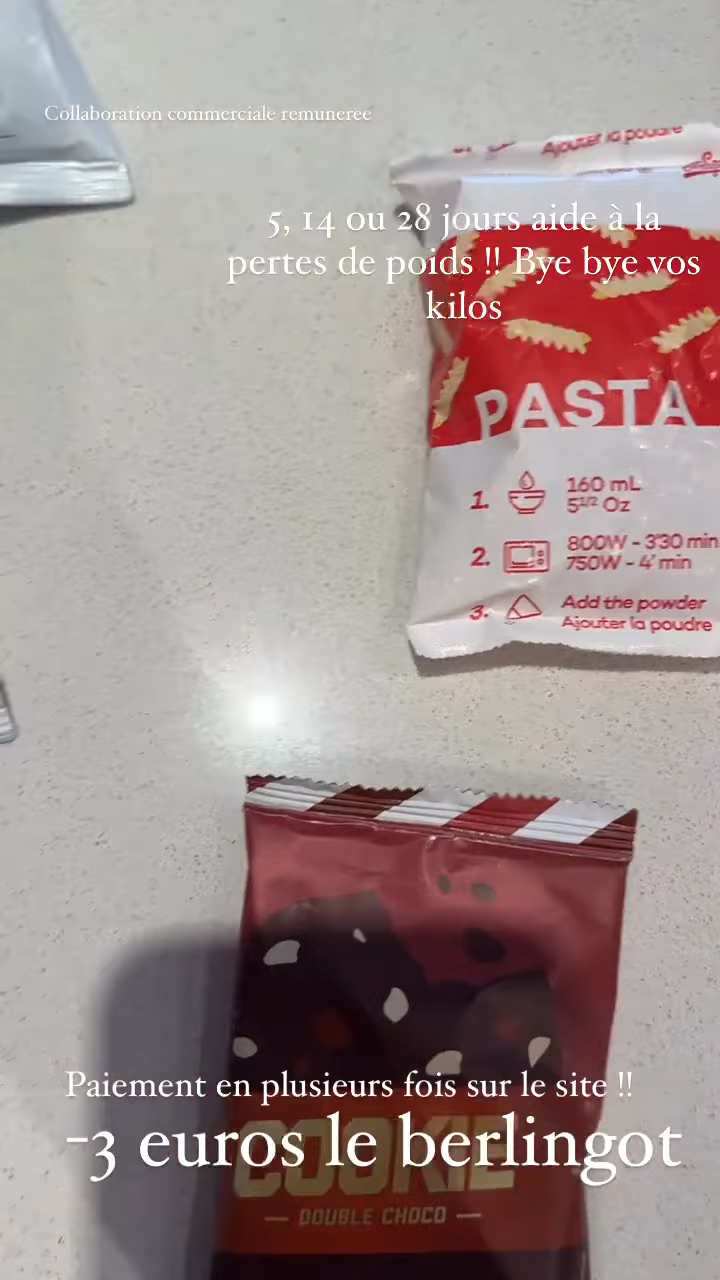 Collaboration commerciale remuneree
Ajouter la poudre
5, 14 ou 28 jours aide à la
pertes de poids !! Bye bye vos
kilos
PASTA
1. 160 mL
5 1/2 Oz
2. 800W - 3'30 min
750W - 4' min
3. Add the powder
Ajouter la poudre
Paiement en plusieurs fois sur le site !!
-3 euros le berlingot
COOKIE
DOUBLE CHOCO